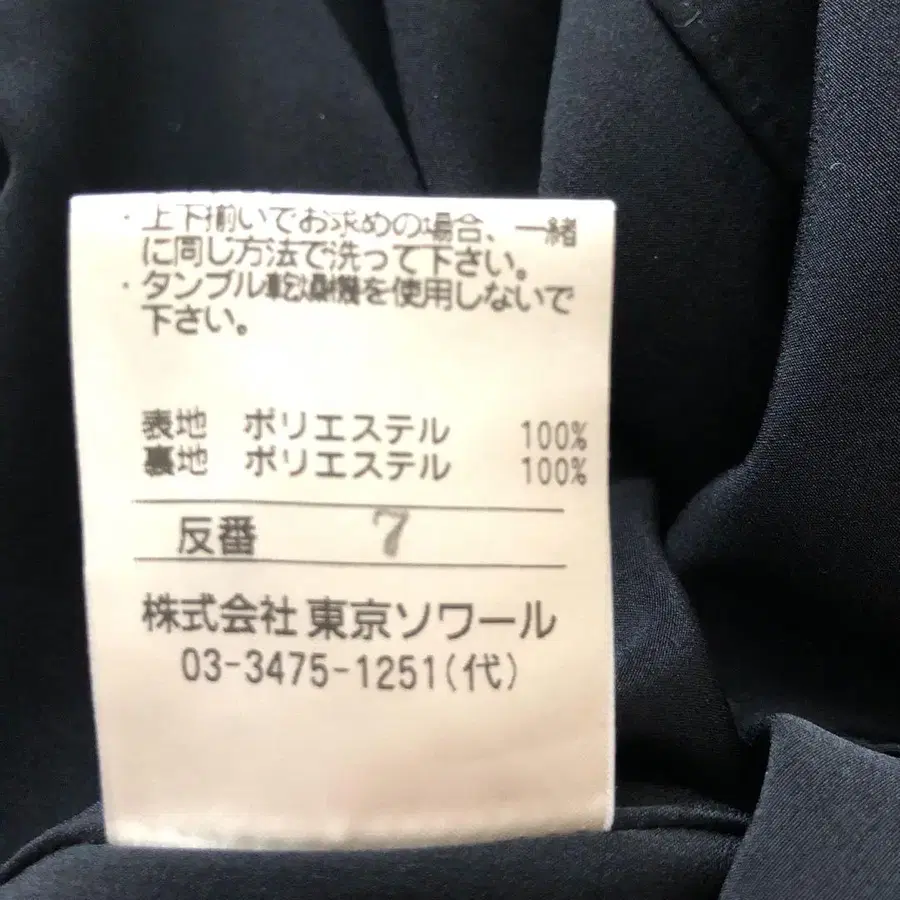 ・上下揃いでお求めの場合、一緒
に同じ方法で洗って下さい。
・タンブル乾燥機を使用しないで
下さい。
表地 ポリエステル 100%
裏地 ポリエステル 100%
反番 7
株式会社 東京ソワール
03-3475-1251(代)